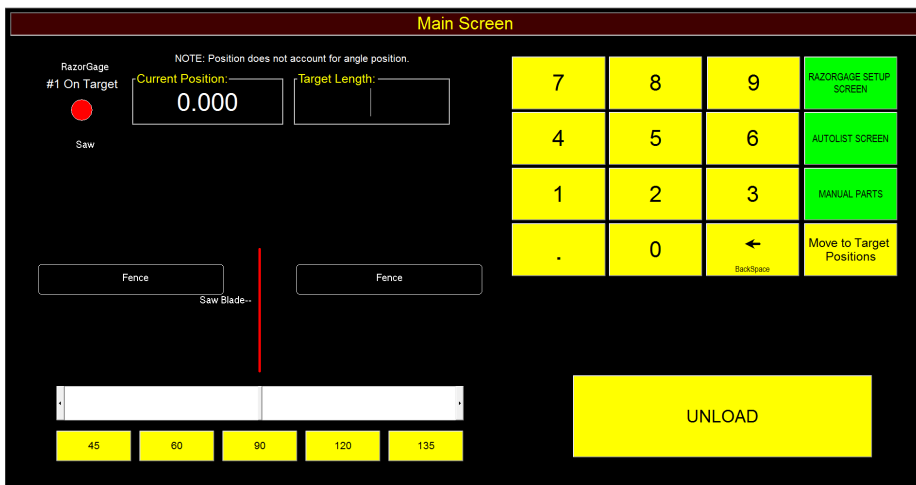 Main Screen
NOTE: Position does not account for angle position.
RazorGage
#1 On Target
Current Position:
0.000
Target Length:
Saw
7
8
9
RAZORGAGE SETUP
SCREEN
4
5
6
AUTOLIST SCREEN
1
2
3
MANUAL PARTS
.
0
BackSpace
Move to Target
Positions
Fence
Fence
Saw Blade--
45
60
90
120
135
UNLOAD